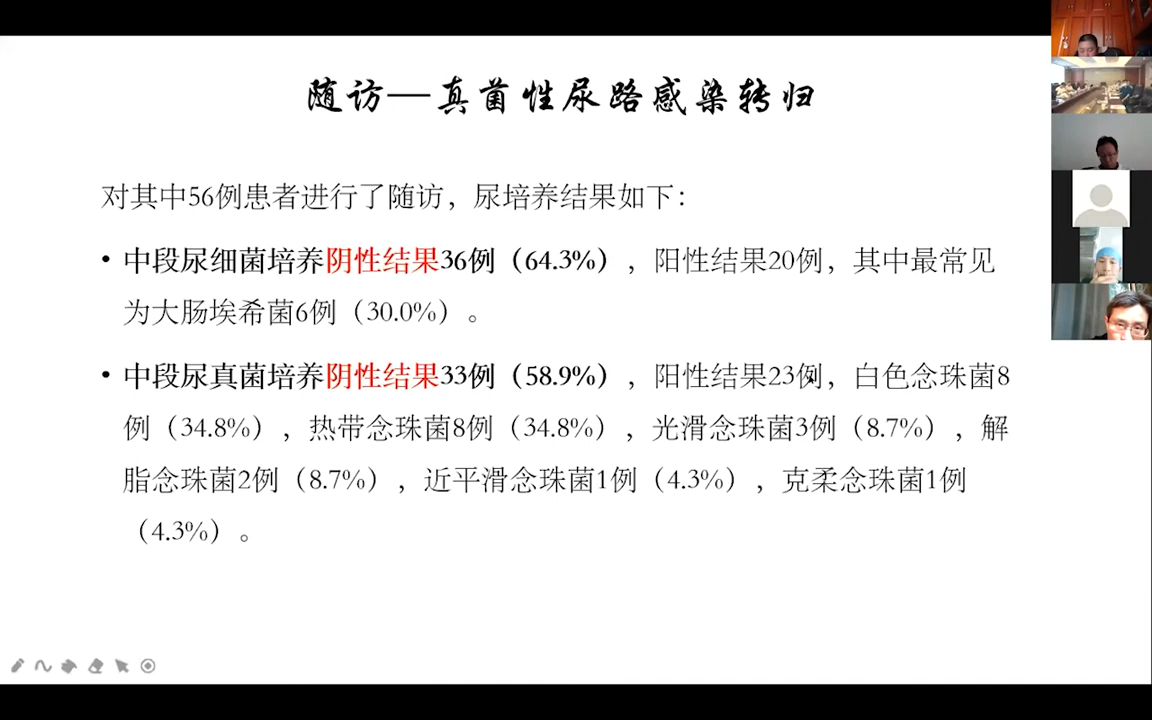 随访—真菌性尿路感染转归
对其中56例患者进行了随访，尿培养结果如下：
• 中段尿细菌培养阴性结果36例（64.3%），阳性结果20例，其中最常见
为大肠埃希菌6例（30.0%）。
• 中段尿真菌培养阴性结果33例（58.9%），阳性结果23例，白色念珠菌8
例（34.8%），热带念珠菌8例（34.8%），光滑念珠菌3例（8.7%），解
脂念珠菌2例（8.7%），近平滑念珠菌1例（4.3%），克柔念珠菌1例
（4.3%）。